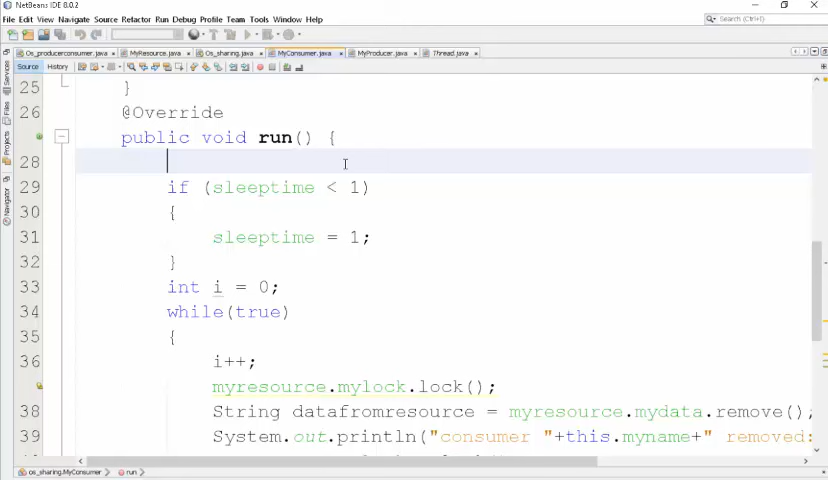 NetBeans IDE 8.0.2
File Edit View Navigate Source Refactor Run Debug Profile Team Tools Window Help
Search (Ctrl+I)
Os_producerconsumer.java MyResource.java Os_sharing.java MyConsumer.java MyProducer.java Thread.java
Source History
Services
Files
Projects
Navigator
25 }
26 @Override
public void run() {
28
29 if (sleeptime < 1)
30 {
31 sleeptime = 1;
32 }
33 int i = 0;
34 while(true)
35 {
36 i++;
myresource.mylock.lock();
38 String datafromresource = myresource.mydata.remove();
39 System.out.println("consumer "+this.myname+" removed:
os_sharing.MyConsumer run